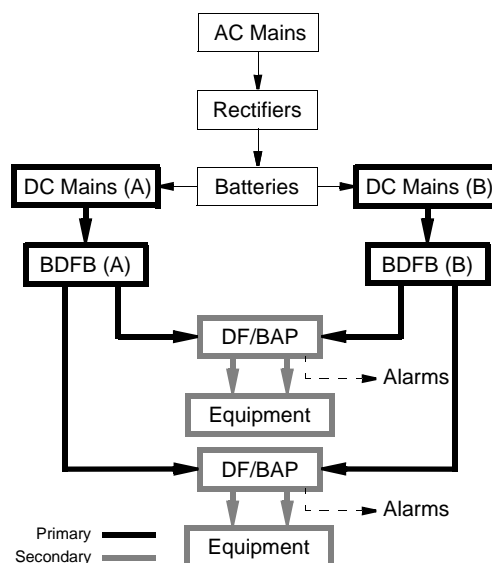 AC Mains
Rectifiers
DC Mains (A)
Batteries
DC Mains (B)
BDFB (A)
BDFB (B)
DF/BAP
Alarms
Equipment
DF/BAP
Alarms
Primary
Equipment
Secondary